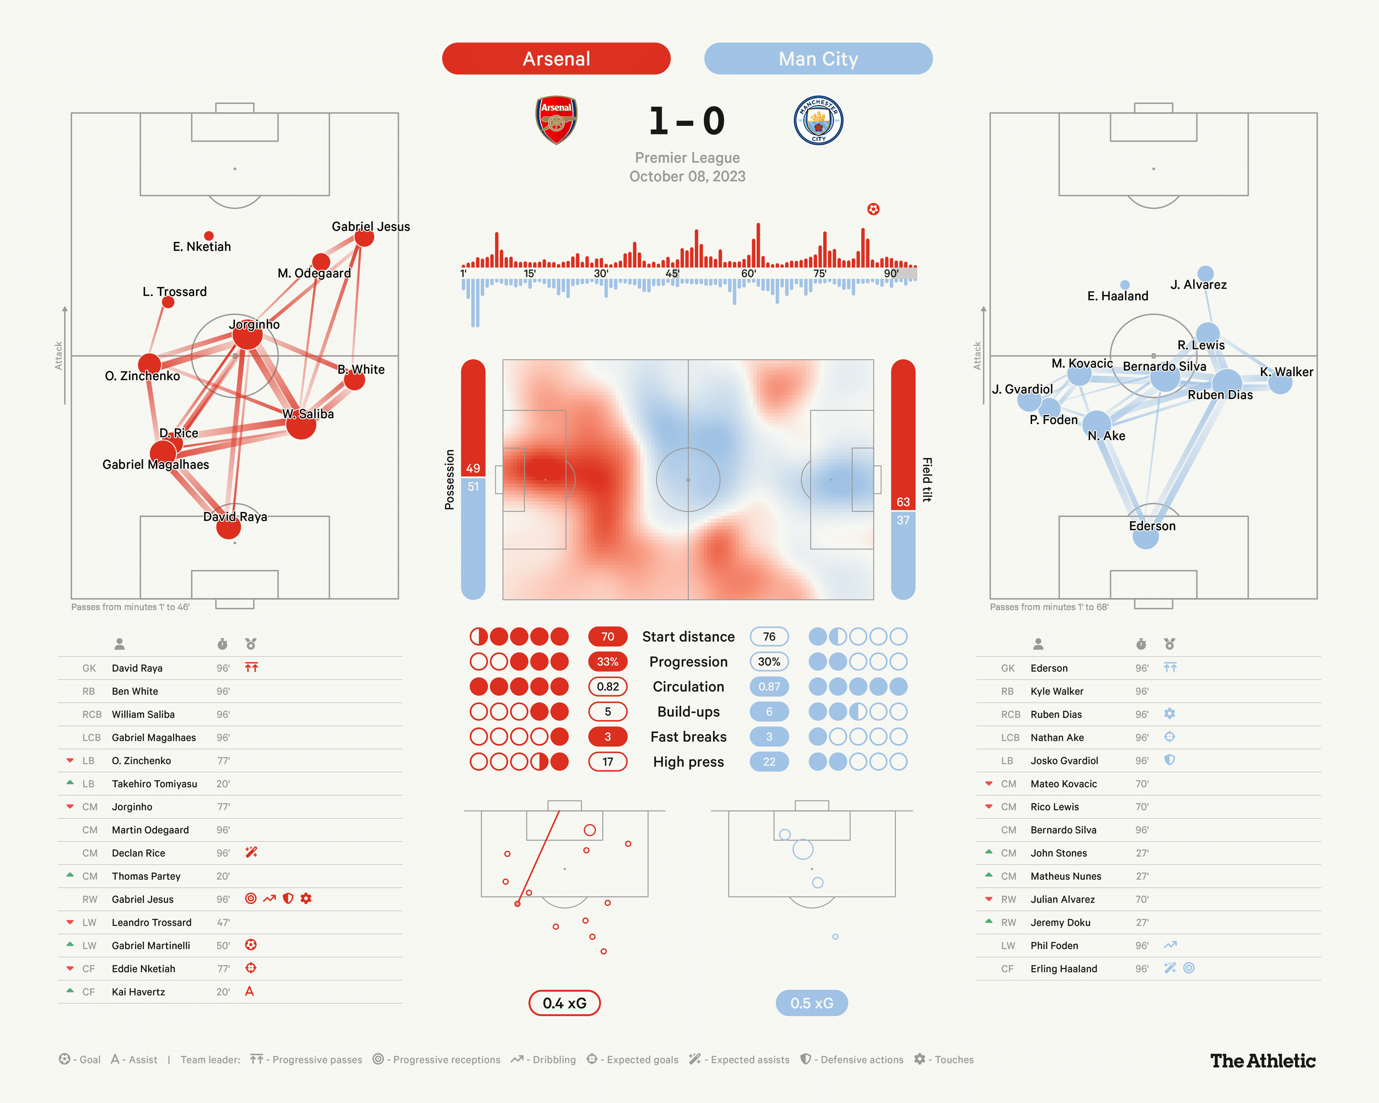 Arsenal
Man City
Arsenal
1 - 0
MANCHESTER
CITY
Premier League
October 08, 2023
Gabriel Jesus
E. Nketiah
M. Odegaard
L. Trossard
Jorginho
O. Zinchenko
B. White
W. Saliba
D. Rice
Gabriel Magalhaes
David Raya
Attack
Passes from minutes 1' to 46'
1' 15' 30' 45' 60' 75' 90'
Possession
49
51
Field tilt
63
37
J. Alvarez
E. Haaland
R. Lewis
M. Kovacic
Bernardo Silva
K. Walker
J. Gvardiol
Ruben Dias
P. Foden
N. Ake
Ederson
Attack
Passes from minutes 1' to 68'
70 Start distance 76
33% Progression 30%
0.82 Circulation 0.87
5 Build-ups 6
3 Fast breaks 3
17 High press 22
GK David Raya 96'
RB Ben White 96'
RCB William Saliba 96'
LCB Gabriel Magalhaes 96'
LB O. Zinchenko 77'
LB Takehiro Tomiyasu 20'
CM Jorginho 77'
CM Martin Odegaard 96'
CM Declan Rice 96'
CM Thomas Partey 20'
RW Gabriel Jesus 96'
LW Leandro Trossard 47'
LW Gabriel Martinelli 50'
CF Eddie Nketiah 77'
CF Kai Havertz 20' A
GK Ederson 96'
RB Kyle Walker 96'
RCB Ruben Dias 96'
LCB Nathan Ake 96'
LB Josko Gvardiol 96'
CM Mateo Kovacic 70'
CM Rico Lewis 70'
CM Bernardo Silva 96'
CM John Stones 27'
CM Matheus Nunes 27'
RW Julian Alvarez 70'
RW Jeremy Doku 27'
LW Phil Foden 96'
CF Erling Haaland 96'
0.4 xG
0.5 xG
- Goal A - Assist | Team leader: - Progressive passes - Progressive receptions - Dribbling - Expected goals - Expected assists - Defensive actions - Touches
The Athletic